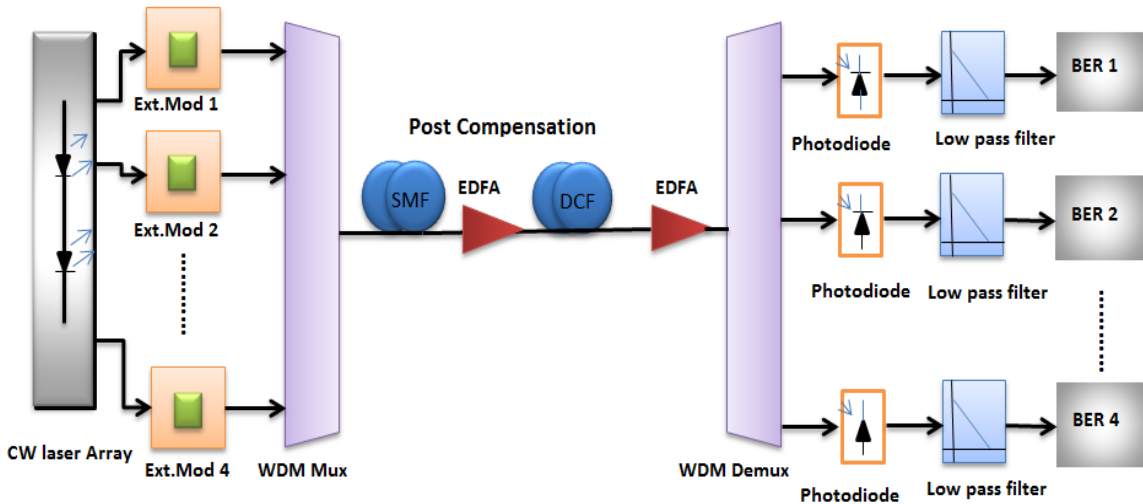 BER 1
Ext.Mod 1
Post Compensation
Photodiode
Low pass filter
SMF
EDFA
DCF
EDFA
BER 2
Ext.Mod 2
Photodiode
Low pass filter
BER 4
CW laser Array
Ext.Mod 4
WDM Mux
WDM Demux
Photodiode
Low pass filter